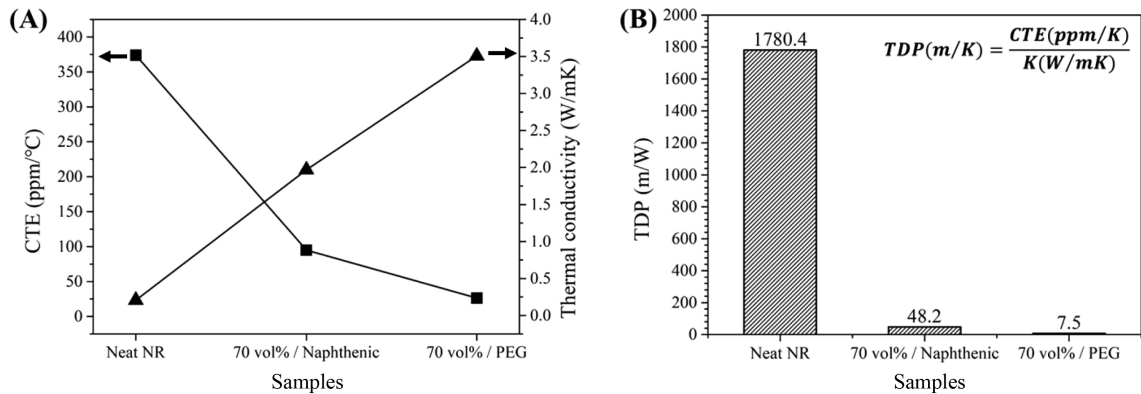 (A)
400
350
300
250
200
150
100
50
0
CTE (ppm/°C)
4.0
3.5
3.0
2.5
2.0
1.5
1.0
0.5
0.0
Thermal conductivity (W/mK)
Neat NR
70 vol% / Naphthenic
70 vol% / PEG
Samples
(B)
2000
1800
1600
1400
1200
1000
800
600
400
200
0
TDP (m/W)
1780.4
48.2
7.5
TDP(m/K) = CTE(ppm/K)
K(W/mK)
Neat NR
70 vol% / Naphthenic
70 vol% / PEG
Samples